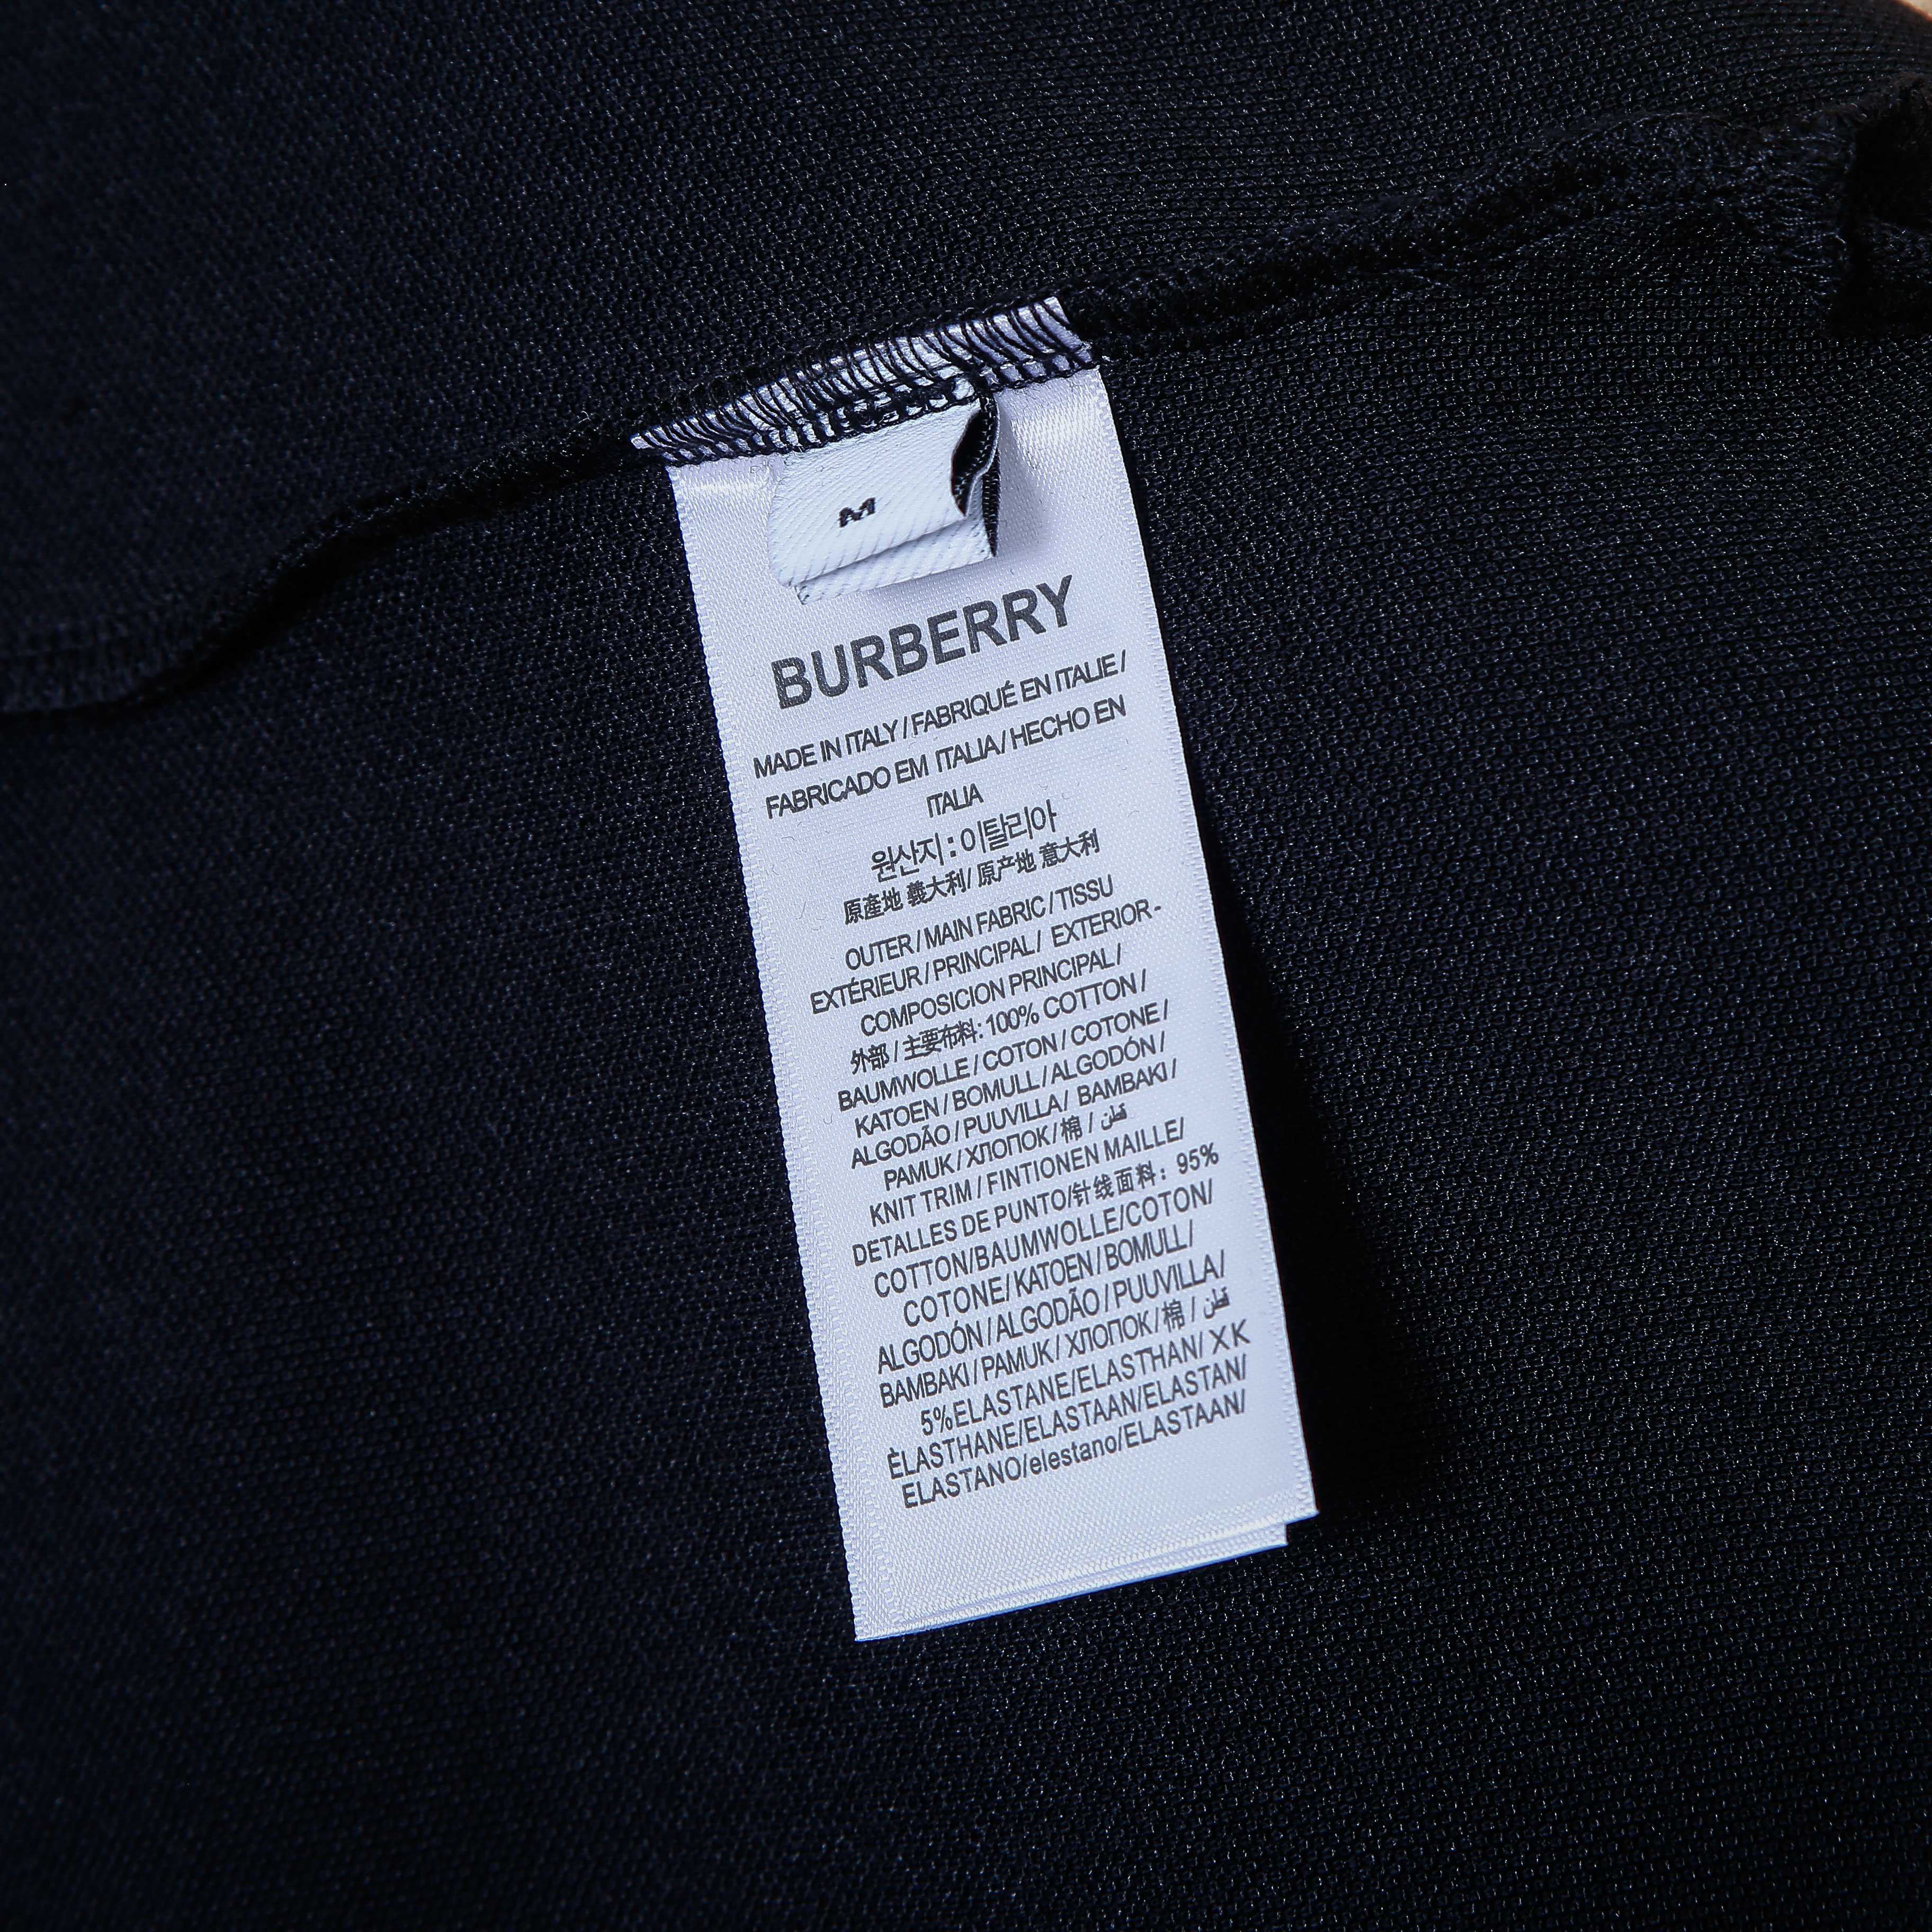 M
BURBERRY
MADE IN ITALY / FABRIQUÉ EN ITALIE /
FABRICADO EM ITALIA / HECHO EN
ITALIA
원산지 : 이탈리아
原產地 義大利/ 原产地 意大利
OUTER / MAIN FABRIC / TISSU
EXTÉRIEUR / PRINCIPAL / EXTERIOR -
COMPOSICION PRINCIPAL /
外部 / 主要布料: 100% COTTON /
BAUMWOLLE / COTON / COTONE /
KATOEN / BOMULL / ALGODÓN /
ALGODÃO / PUUVILLA / BAMBAKI /
PAMUK / ХЛОПОК / 棉 / قطن
KNIT TRIM / FINTIONEN MAILLE/
DETALLES DE PUNTO/针线面料: 95%
COTTON/BAUMWOLLE/COTON/
COTONE/ KATOEN / BOMULL/
ALGODÓN / ALGODÃO / PUUVILLA /
BAMBAKI / PAMUK / ХЛОПОК / 棉 / قطن
5%ELASTANE/ELASTHAN/ XK
ÈLASTHANE/ELASTAAN/ELASTAN/
ELASTANO/elestano/ELASTAAN/